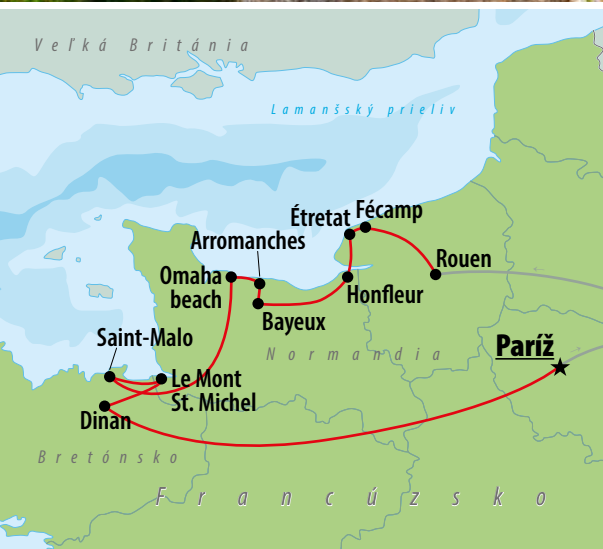 Veľká Británia
Lamanšský prieliv
Étretat
Fécamp
Arromanches
Rouen
Omaha
beach
Honfleur
Bayeux
Saint-Malo
Normandia
Paríž
Le Mont
St. Michel
Dinan
Bretónsko
Francúzsko